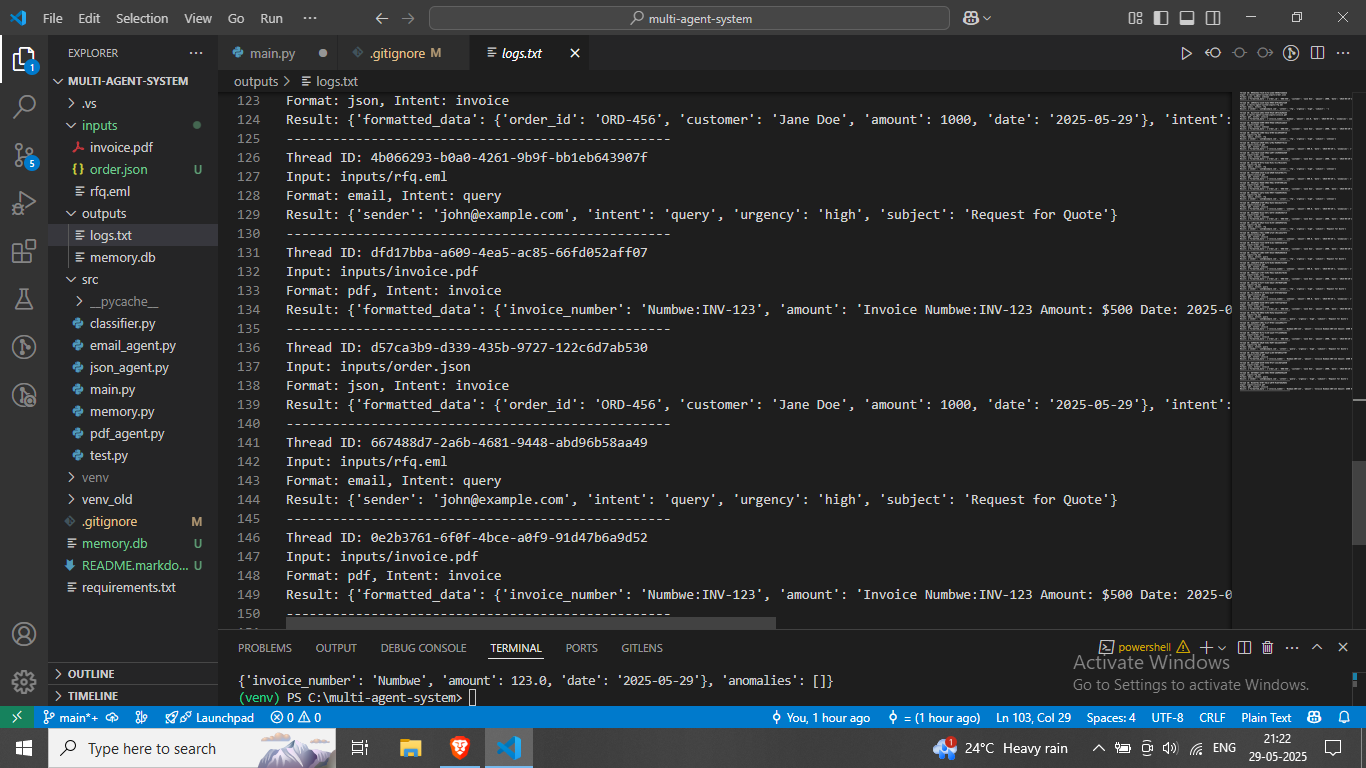 File Edit Selection View Go Run ...
multi-agent-system
EXPLORER
MULTI-AGENT-SYSTEM
.vs
inputs
invoice.pdf
order.json U
rfq.eml
outputs
logs.txt
memory.db
src
__pycache__
classifier.py
email_agent.py
json_agent.py
main.py
memory.py
pdf_agent.py
test.py
venv
venv_old
.gitignore M
memory.db U
README.markdo... U
requirements.txt
OUTLINE
TIMELINE
1
5
main.py
.gitignore M
logs.txt
outputs > logs.txt
123 Format: json, Intent: invoice
124 Result: {'formatted_data': {'order_id': 'ORD-456', 'customer': 'Jane Doe', 'amount': 1000, 'date': '2025-05-29'}, 'intent':
125 --------------------------------------------------
126 Thread ID: 4b066293-b0a0-4261-9b9f-bb1eb643907f
127 Input: inputs/rfq.eml
128 Format: email, Intent: query
129 Result: {'sender': 'john@example.com', 'intent': 'query', 'urgency': 'high', 'subject': 'Request for Quote'}
130 --------------------------------------------------
131 Thread ID: dfd17bba-a609-4ea5-ac85-66fd052aff07
132 Input: inputs/invoice.pdf
133 Format: pdf, Intent: invoice
134 Result: {'formatted_data': {'invoice_number': 'Numbwe:INV-123', 'amount': 'Invoice Numbwe:INV-123 Amount: $500 Date: 2025-0
135 --------------------------------------------------
136 Thread ID: d57ca3b9-d339-435b-9727-122c6d7ab530
137 Input: inputs/order.json
138 Format: json, Intent: invoice
139 Result: {'formatted_data': {'order_id': 'ORD-456', 'customer': 'Jane Doe', 'amount': 1000, 'date': '2025-05-29'}, 'intent':
140 --------------------------------------------------
141 Thread ID: 667488d7-2a6b-4681-9448-abd96b58aa49
142 Input: inputs/rfq.eml
143 Format: email, Intent: query
144 Result: {'sender': 'john@example.com', 'intent': 'query', 'urgency': 'high', 'subject': 'Request for Quote'}
145 --------------------------------------------------
146 Thread ID: 0e2b3761-6f0f-4bce-a0f9-91d47b6a9d52
147 Input: inputs/invoice.pdf
148 Format: pdf, Intent: invoice
149 Result: {'formatted_data': {'invoice_number': 'Numbwe:INV-123', 'amount': 'Invoice Numbwe:INV-123 Amount: $500 Date: 2025-0
150 --------------------------------------------------
PROBLEMS OUTPUT DEBUG CONSOLE TERMINAL PORTS GITLENS
powershell
{'invoice_number': 'Numbwe', 'amount': 123.0, 'date': '2025-05-29'}, 'anomalies': []}
(venv) PS C:\multi-agent-system>
Activate Windows
Go to Settings to activate Windows.
main*+ Launchpad 0 0 You, 1 hour ago = (1 hour ago) Ln 103, Col 29 Spaces: 4 UTF-8 CRLF Plain Text
Type here to search
1
24°C Heavy rain
ENG
21:22
29-05-2025